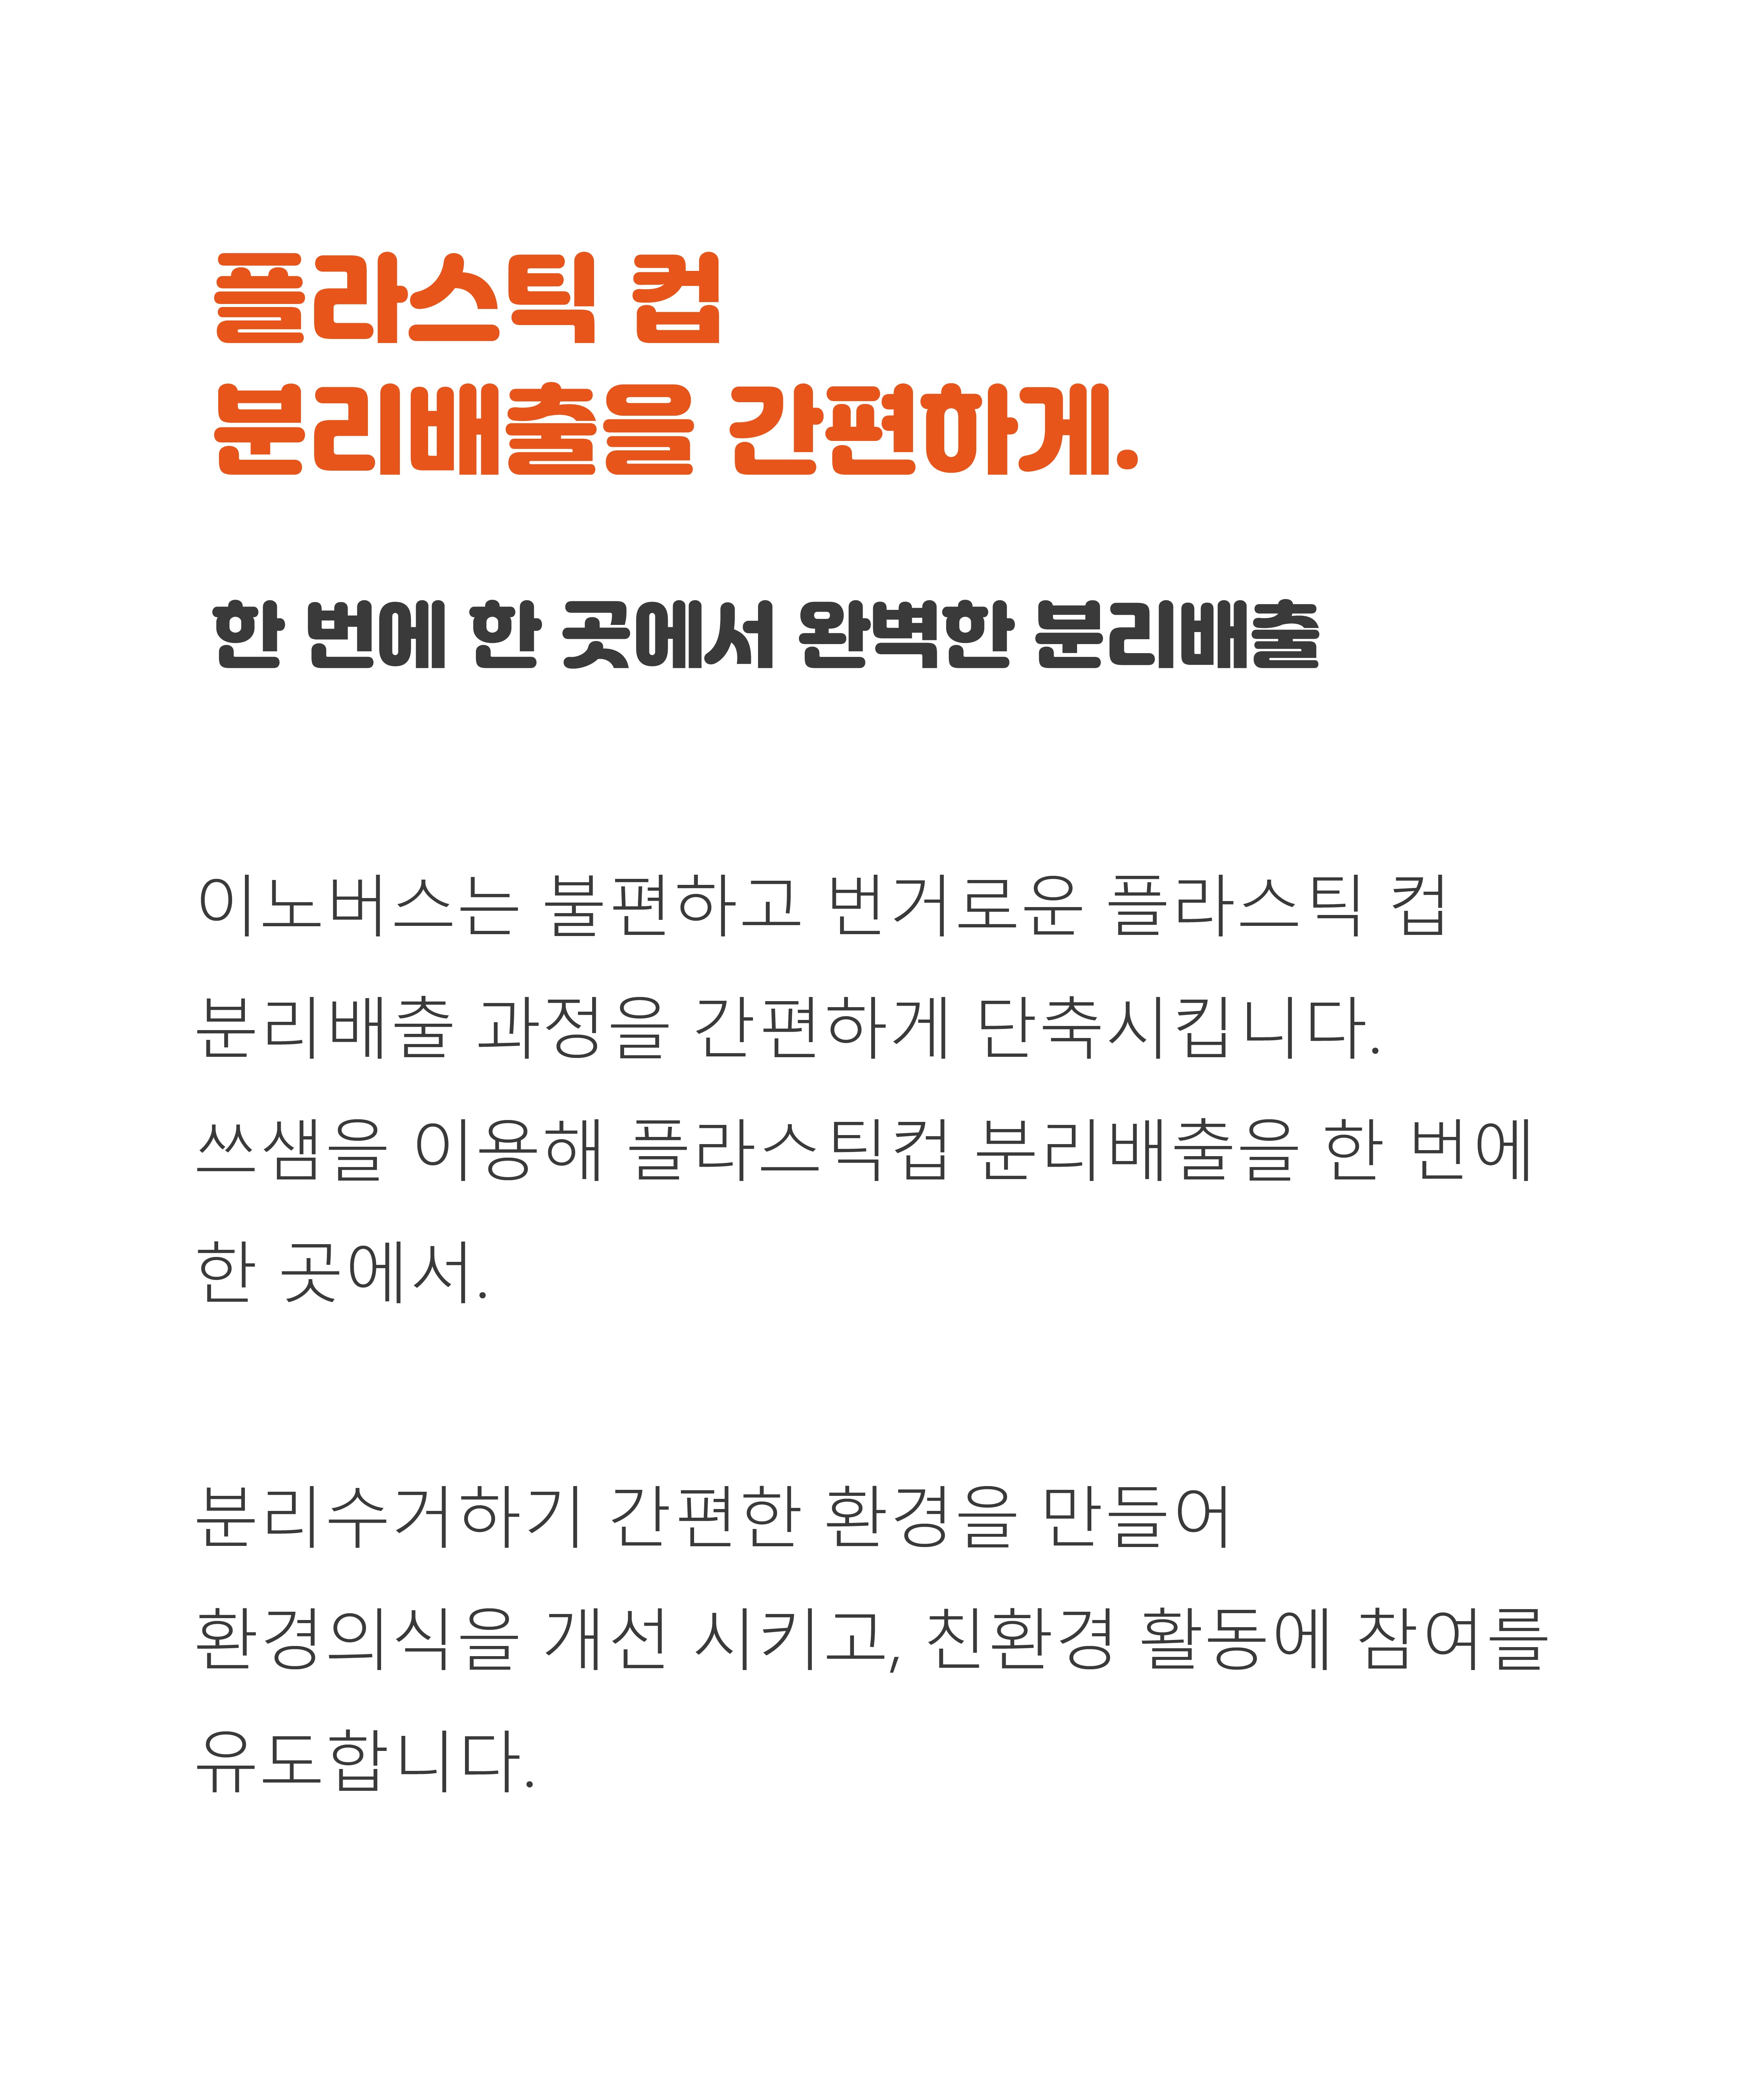 플라스틱 컵
분리배출을 간편하게.
한 번에 한 곳에서 완벽한 분리배출
이노버스는 불편하고 번거로운 플라스틱 컵
분리배출 과정을 간편하게 단축시킵니다.
쓰샘을 이용해 플라스틱컵 분리배출을 한 번에
한 곳에서.
분리수거하기 간편한 환경을 만들어
환경의식을 개선 시키고, 친환경 활동에 참여를
유도합니다.